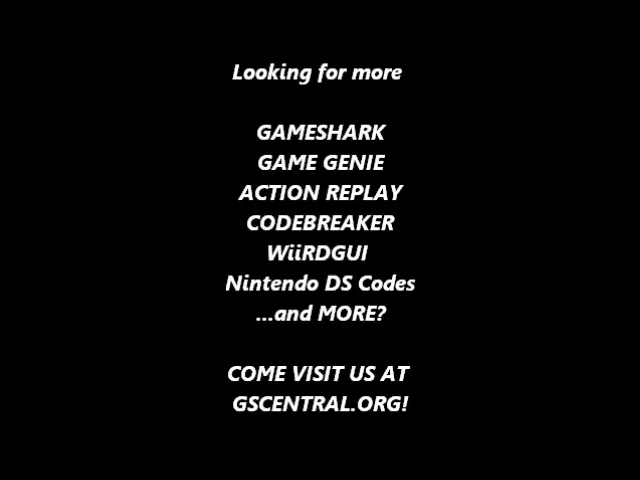 Looking for more
GAMESHARK
GAME GENIE
ACTION REPLAY
CODEBREAKER
WiiRDGUI
Nintendo DS Codes
...and MORE?
COME VISIT US AT
GSCENTRAL.ORG!